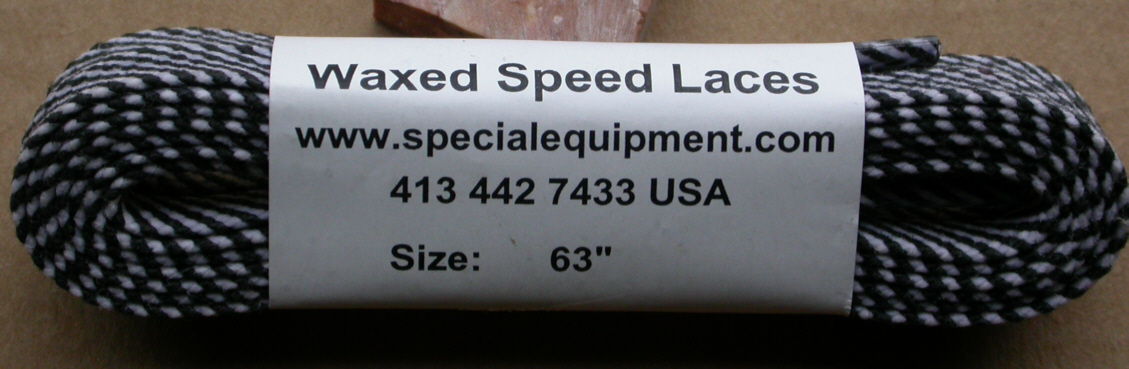 Waxed Speed Laces
www.specialequipment.com
413 442 7433 USA
Size: 63"